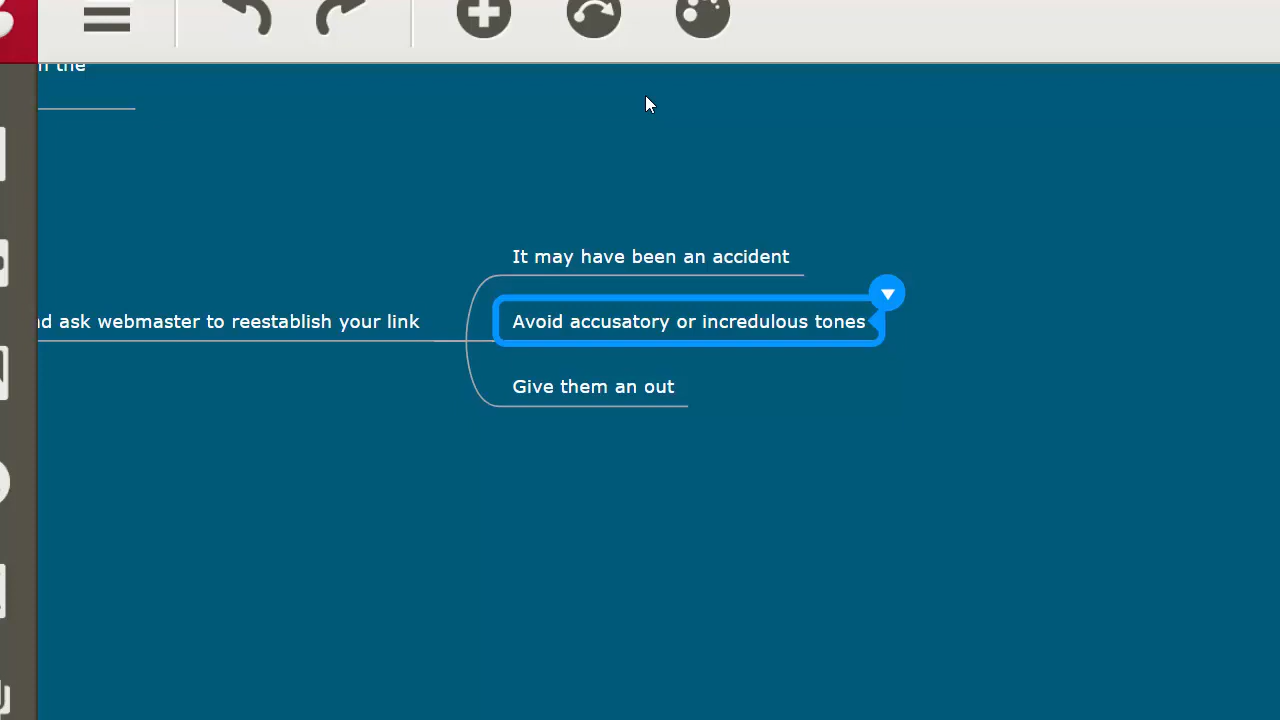 the
It may have been an accident
ask webmaster to reestablish your link
Avoid accusatory or incredulous tones
Give them an out